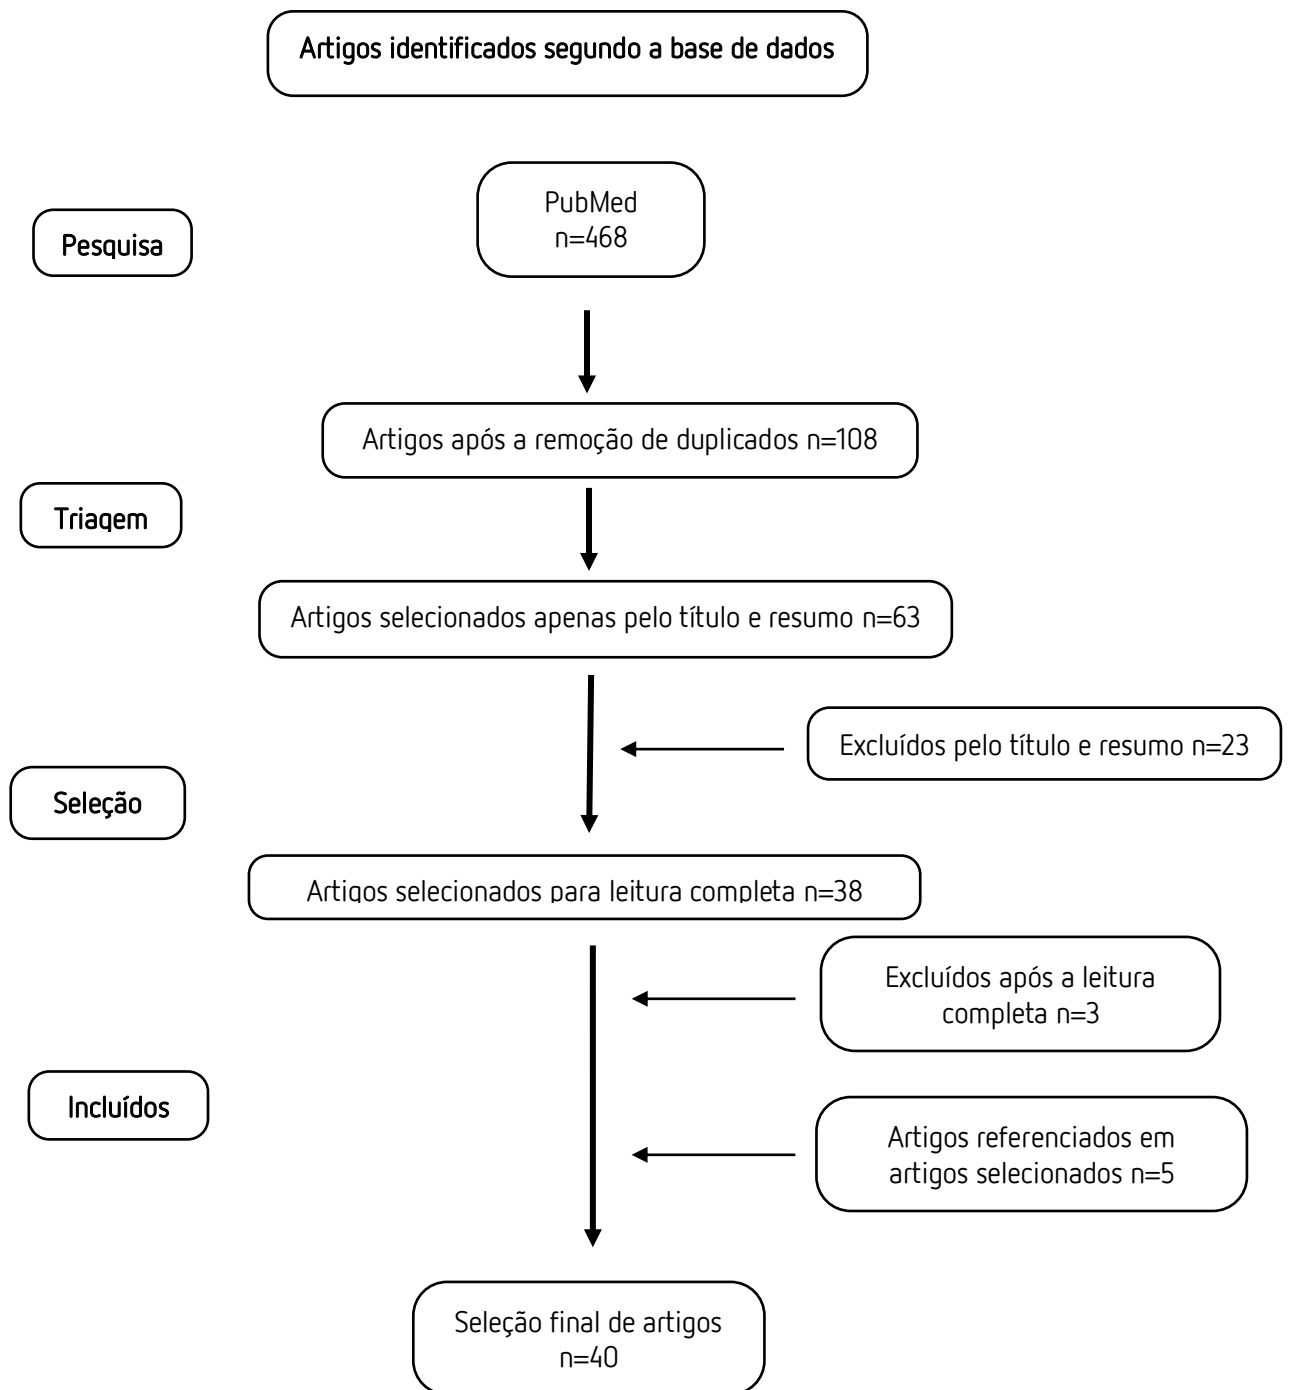 Artigos identificados segundo a base de dados
PubMed
n=468
Pesquisa
Artigos após a remoção de duplicados n=108
Triagem
Artigos selecionados apenas pelo título e resumo n=63
Excluídos pelo título e resumo n=23
Seleção
Artigos selecionados para leitura completa n=38
Excluídos após a leitura
completa n=3
Incluídos
Artigos referenciados em
artigos selecionados n=5
Seleção final de artigos
n=40